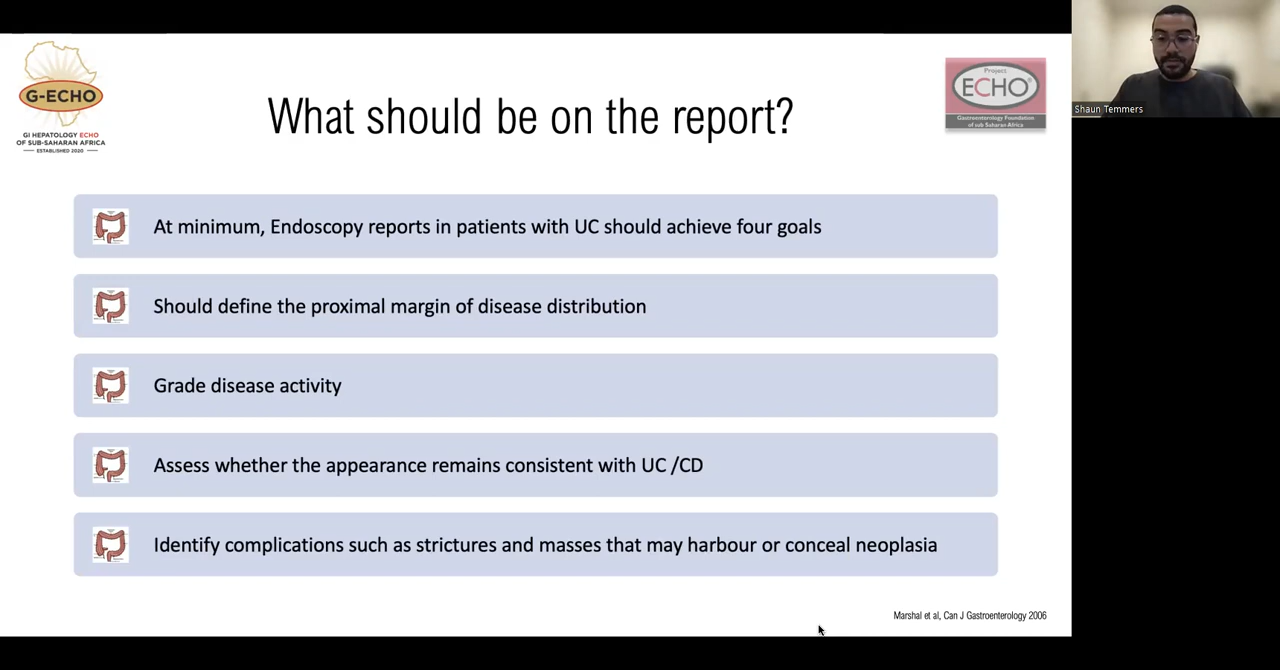 G-ECHO
GI HEPATOLOGY ECHO
OF SUB-SAHARAN AFRICA
ESTABLISHED 2020
What should be on the report?
Project
ECHO®
Gastroenterology Foundation
of sub Saharan Africa
Shaun Temmers
At minimum, Endoscopy reports in patients with UC should achieve four goals
Should define the proximal margin of disease distribution
Grade disease activity
Assess whether the appearance remains consistent with UC /CD
Identify complications such as strictures and masses that may harbour or conceal neoplasia
Marshal et al, Can J Gastroenterology 2006